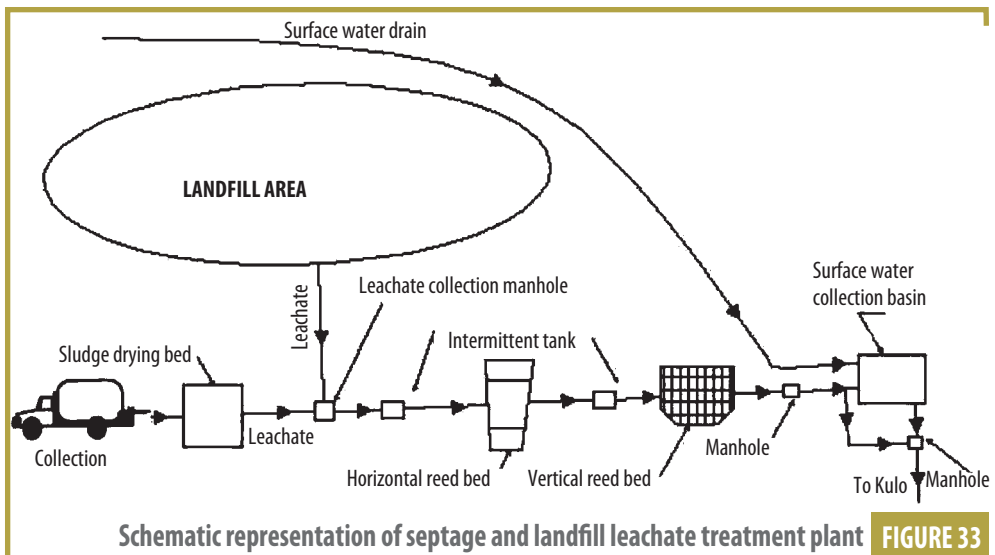 Surface water drain
LANDFILL AREA
Leachate
Leachate collection manhole
Surface water
collection basin
Sludge drying bed
Intermittent tank
Leachate
Collection
Horizontal reed bed
Vertical reed bed
Manhole
To Kulo
Manhole
Schematic representation of septage and landfill leachate treatment plant FIGURE 33